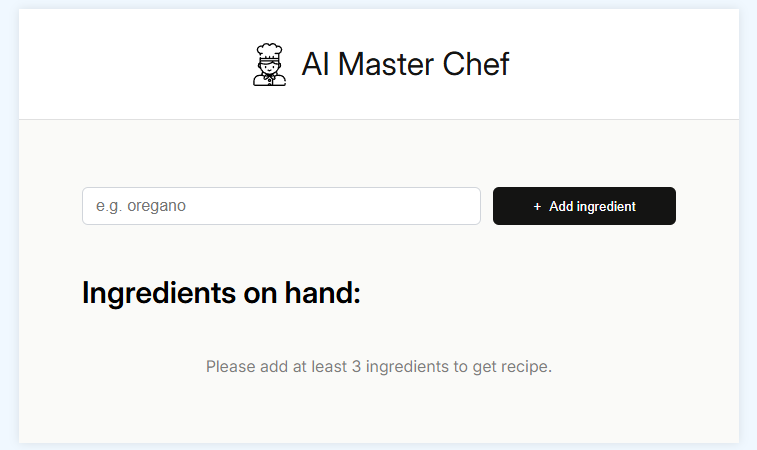 AI Master Chef
e.g. oregano
+ Add ingredient
Ingredients on hand:
Please add at least 3 ingredients to get recipe.